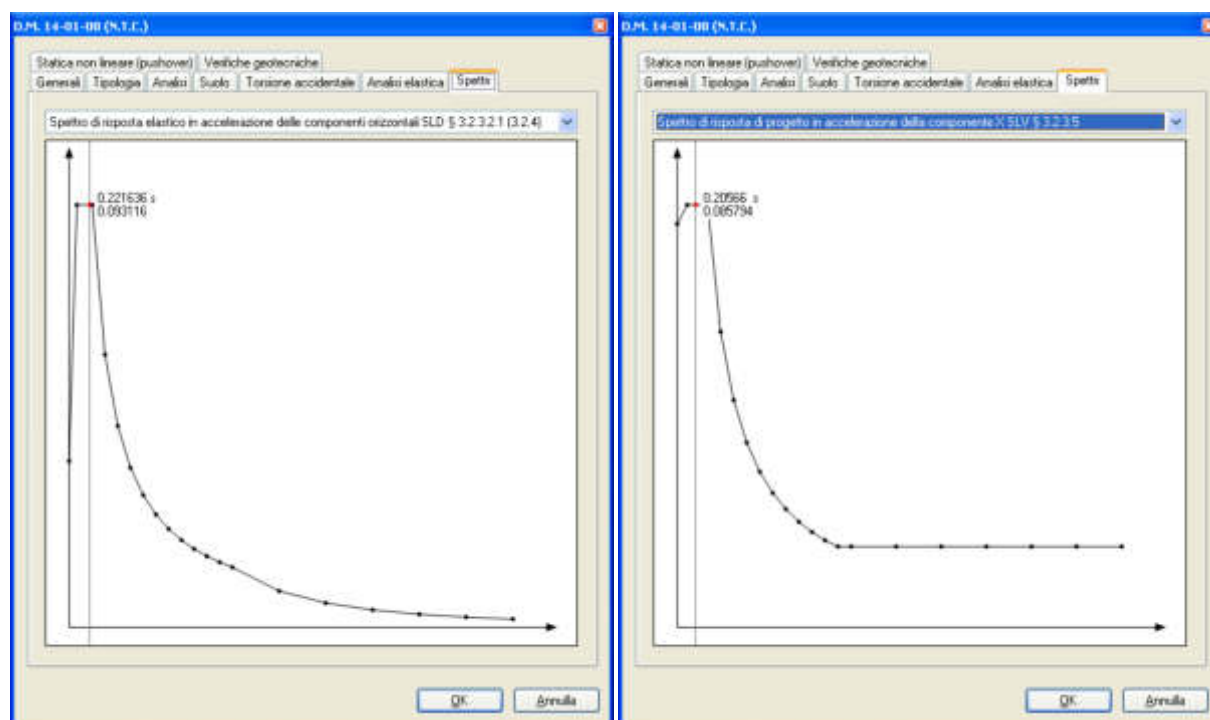 D.M. 14-01-08 (N.T.C.)
Statica non lineare (pushover) Verifiche geotecniche
Generali Tipologia Analisi Suolo Torsione accidentale Analisi elastica Spettri
Spettro di risposta elastico in accelerazione delle componenti orizzontali SLD § 3.2.3.2.1 (3.2.4)
0.221636 s
0.093116
OK Annulla
D.M. 14-01-08 (N.T.C.)
Statica non lineare (pushover) Verifiche geotecniche
Generali Tipologia Analisi Suolo Torsione accidentale Analisi elastica Spettri
Spettro di risposta di progetto in accelerazione della componente X SLV § 3.2.3.5
0.20966 s
0.085794
OK Annulla